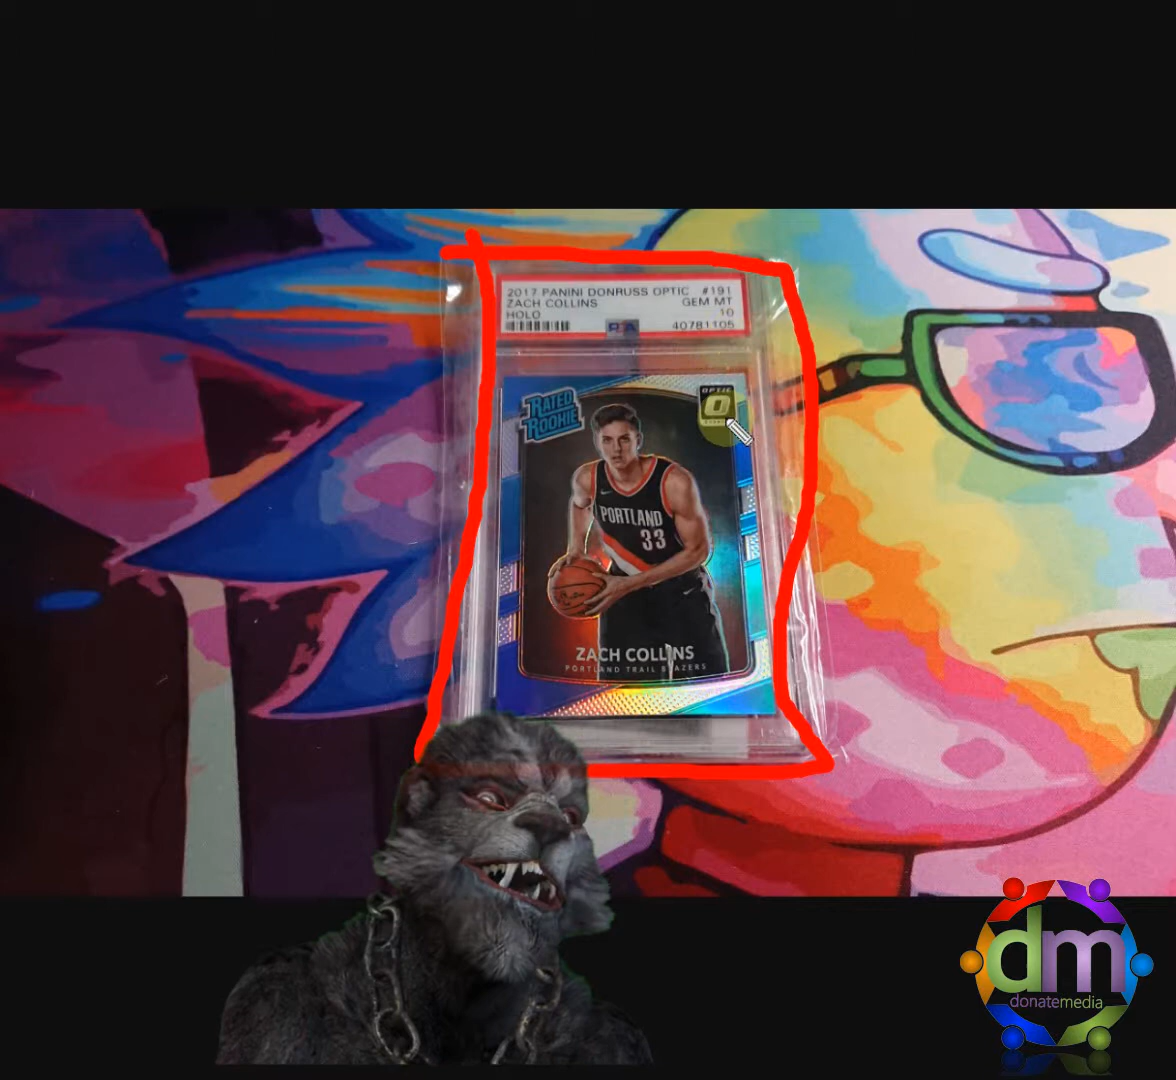 2017 PANINI DONRUSS OPTIC #191
ZACH COLLINS GEM MT
HOLO 10
PSA 40781105
RATED
ROOKIE
OPTIC
O
PORTLAND
33
ZACH COLLINS
PORTLAND TRAIL BLAZERS
dm
donatemedia